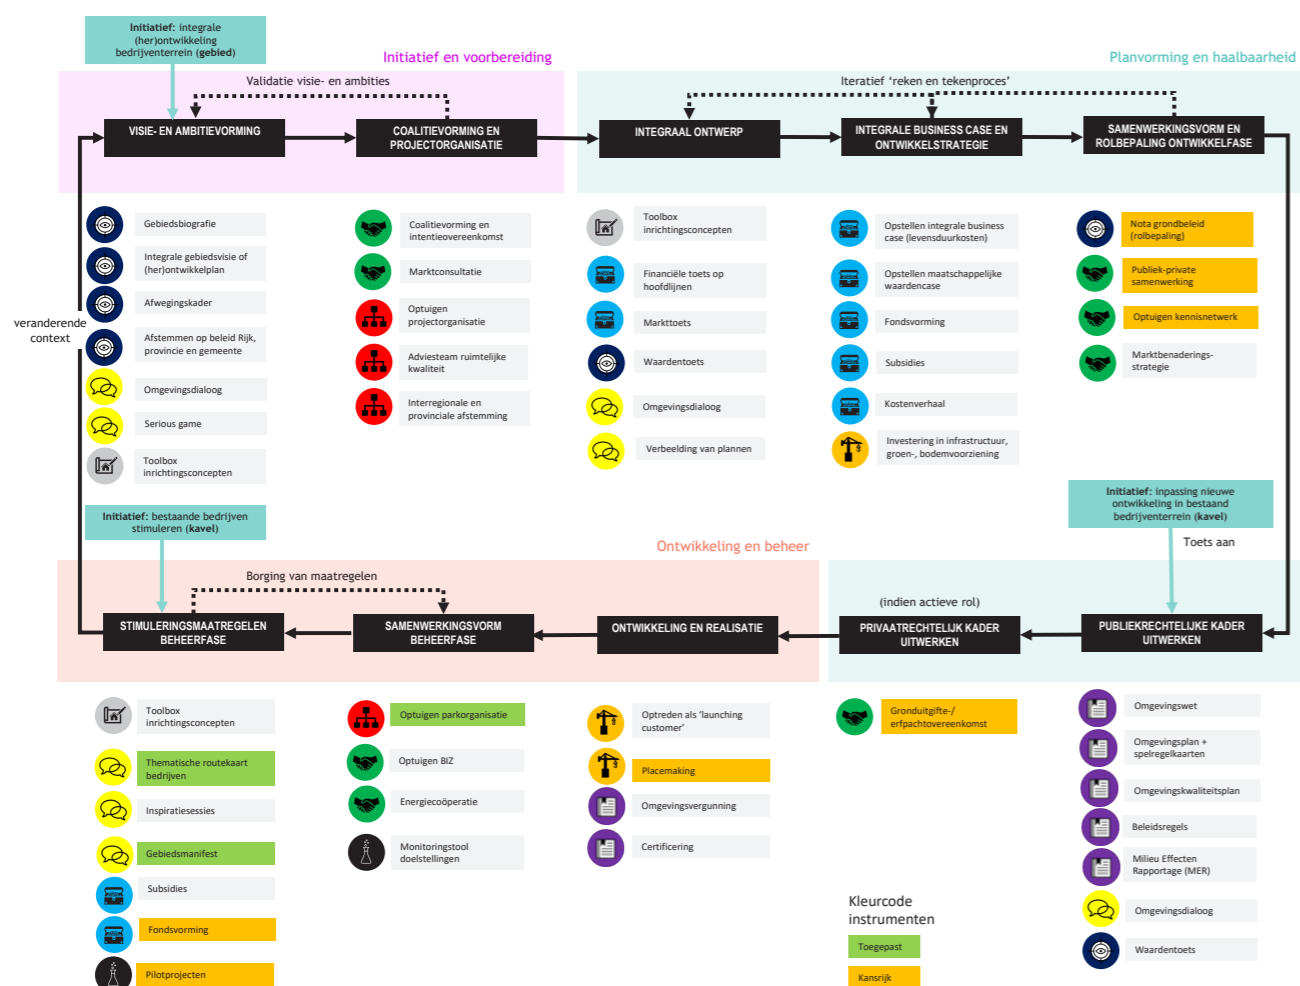 Initiatief: integrale
(her)ontwikkeling
bedrijventerrein (gebied)
Initiatief en voorbereiding
Planvorming en haalbaarheid
Validatie visie- en ambities
Iteratief ‘reken en tekenproces’
VISIE- EN AMBITIEVORMING
COALITIEVORMING EN
PROJECTORGANISATIE
INTEGRAAL ONTWERP
INTEGRALE BUSINESS CASE EN
ONTWIKKELSTRATEGIE
SAMENWERKINGSVORM EN
ROLBEPALING ONTWIKKELFASE
veranderende
context
Gebiedsbiografie
Integrale gebiedsvisie of
(her)ontwikkelplan
Afwegingskader
Afstemmen op beleid Rijk,
provincie en gemeente
Omgevingsdialoog
Serious game
Toolbox
inrichtingsconcepten
Coalitievorming en
intentieovereenkomst
Marktconsultatie
Optuigen
projectorganisatie
Adviesteam ruimtelijke
kwaliteit
Interregionale en
provinciale afstemming
Toolbox
inrichtingsconcepten
Financiële toets op
hoofdlijnen
Markttoets
Waardentoets
Omgevingsdialoog
Verbeelding van plannen
Opstellen integrale business
case (levensduurkosten)
Opstellen maatschappelijke
waardencase
Fondsvorming
Subsidies
Kostenverhaal
Investering in infrastructuur,
groen-, bodemvoorziening
Nota grondbeleid
(rolbepaling)
Publiek-private
samenwerking
Optuigen kennisnetwerk
Marktbenaderings-
strategie
Initiatief: bestaande bedrijven
stimuleren (kavel)
Initiatief: inpassing nieuwe
ontwikkeling in bestaand
bedrijventerrein (kavel)
Toets aan
Ontwikkeling en beheer
Borging van maatregelen
(indien actieve rol)
STIMULERINGSMAATREGELEN
BEHEERFASE
SAMENWERKINGSVORM
BEHEERFASE
ONTWIKKELING EN REALISATIE
PRIVAATRECHTELIJK KADER
UITWERKEN
PUBLIEKRECHTELIJKE KADER
UITWERKEN
Toolbox
inrichtingsconcepten
Thematische routekaart
bedrijven
Inspiratiesessies
Gebiedsmanifest
Subsidies
Fondsvorming
Pilotprojecten
Optuigen parkorganisatie
Optuigen BIZ
Energiecoöperatie
Monitoringstool
doelstellingen
Optreden als ‘launching
customer’
Placemaking
Omgevingsvergunning
Certificering
Gronduitgifte-/
erfpachtovereenkomst
Omgevingswet
Omgevingsplan +
spelregelkaarten
Omgevingskwaliteitsplan
Beleidsregels
Milieu Effecten
Rapportage (MER)
Omgevingsdialoog
Waardentoets
Kleurcode
instrumenten
Toegepast
Kansrijk